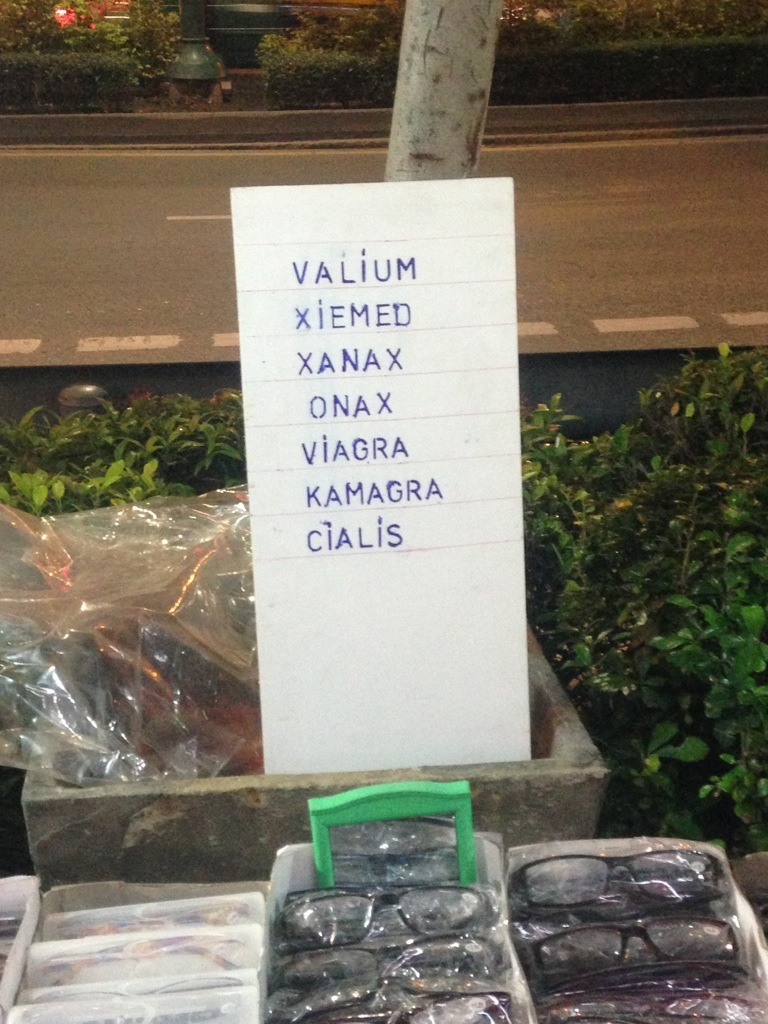 VALIUM
XIEMED
XANAX
ONAX
VIAGRA
KAMAGRA
CIALIS